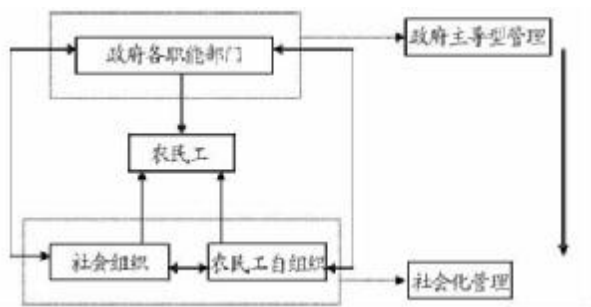 政府各职能部门
政府主导型管理
农民工
社会组织
农民工自组织
社会化管理